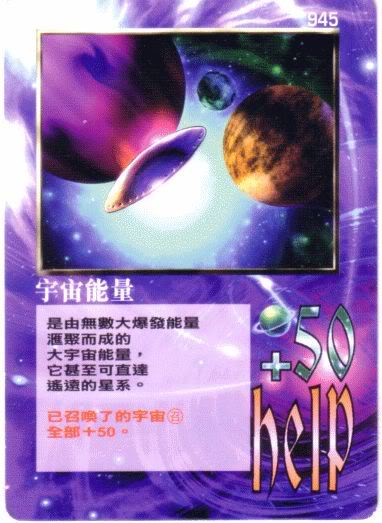 945
宇宙能量
是由無數大爆發能量
滙聚而成的
大宇宙能量，
它甚至可直達
遙遠的星系。
已召喚了的宇宙㊁
全部＋50。
+50
help